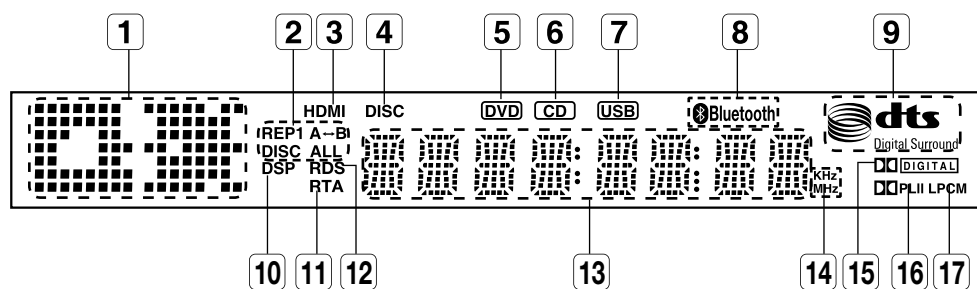 1 2 3 4 5 6 7 8 9
HDMI DISC DVD CD USB Bluetooth dts
REP1 A↔B Digital Surround
DISC ALL DIGITAL
DSP RDS KHz
RTA MHz PLII LPCM
10 11 12 13 14 15 16 17